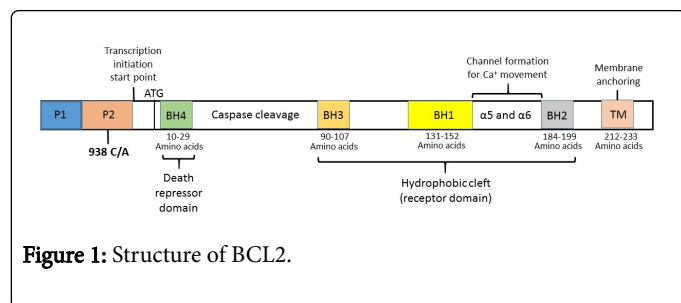 Transcription
initiation
start point
Channel formation
for Ca⁺ movement
Membrane
anchoring
ATG
P1 P2 BH4 Caspase cleavage BH3 BH1 α5 and α6 BH2 TM
938 C/A
10-29
Amino acids
90-107
Amino acids
131-152
Amino acids
184-199
Amino acids
212-233
Amino acids
Death
repressor
domain
Hydrophobic cleft
(receptor domain)
Figure 1: Structure of BCL2.